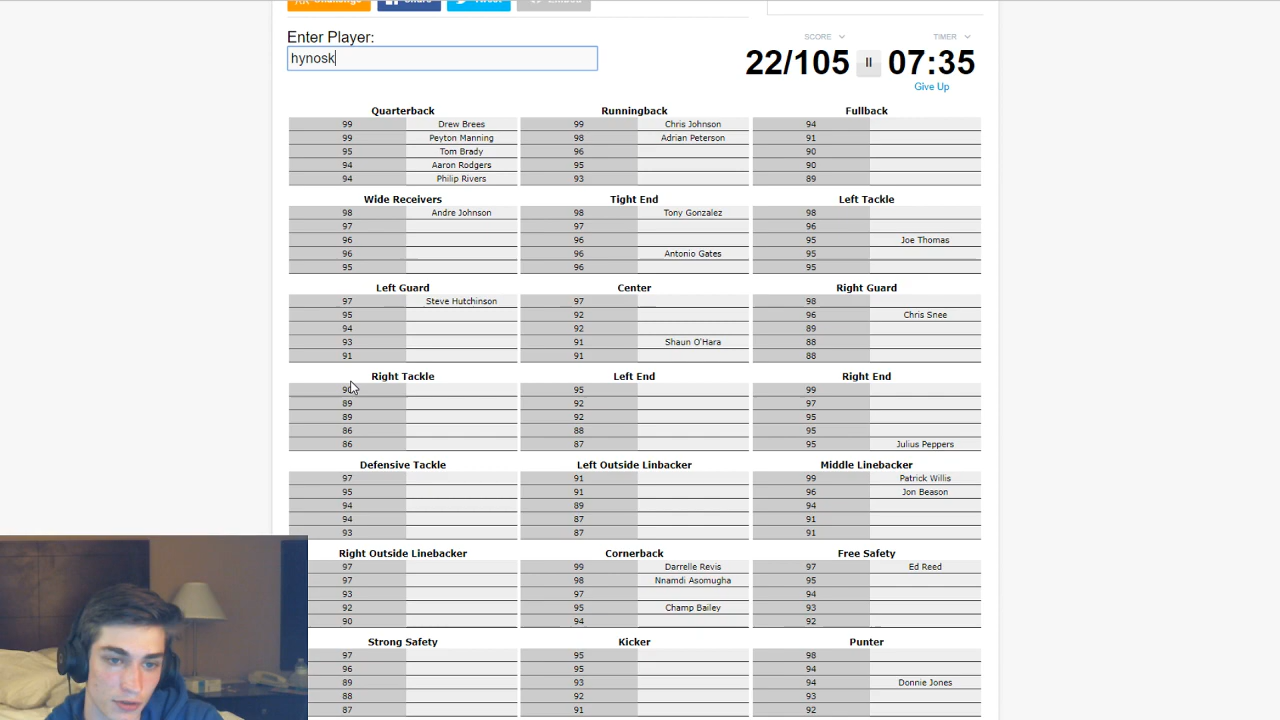 Challenge Share Tweet Embed
Enter Player:
hynosk
SCORE TIMER
22/105 07:35
Give Up
Quarterback
99 Drew Brees
99 Peyton Manning
95 Tom Brady
94 Aaron Rodgers
94 Philip Rivers
Runningback
99 Chris Johnson
98 Adrian Peterson
96
95
93
Fullback
94
91
90
90
89
Wide Receivers
98 Andre Johnson
97
96
96
95
Tight End
98 Tony Gonzalez
97
96
96 Antonio Gates
96
Left Tackle
98
96
95 Joe Thomas
95
95
Left Guard
97 Steve Hutchinson
95
94
93
91
Center
97
92
92
91 Shaun O'Hara
91
Right Guard
98
96 Chris Snee
89
88
88
Right Tackle
90
89
89
86
86
Left End
95
92
92
88
87
Right End
99
97
95
95
95 Julius Peppers
Defensive Tackle
97
95
94
94
93
Left Outside Linbacker
91
91
89
87
87
Middle Linebacker
99 Patrick Willis
96 Jon Beason
94
91
91
Right Outside Linebacker
97
97
93
92
90
Cornerback
99 Darrelle Revis
98 Nnamdi Asomugha
97
95 Champ Bailey
94
Free Safety
97 Ed Reed
95
94
93
92
Strong Safety
97
96
89
88
87
Kicker
95
95
93
92
91
Punter
98
94
94 Donnie Jones
93
92